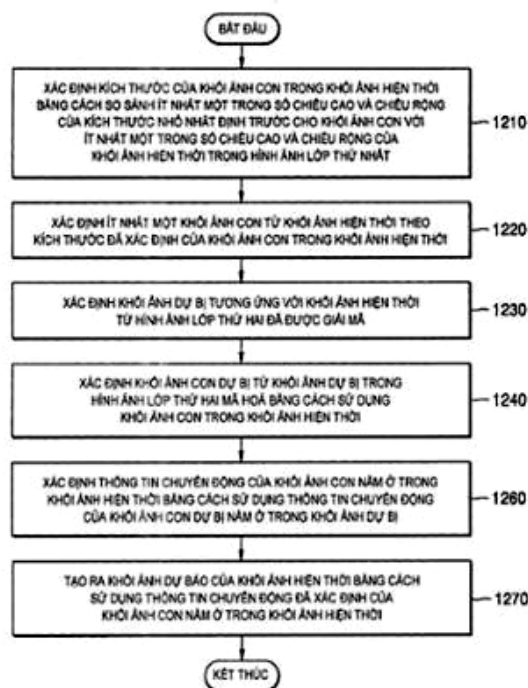 BẮT ĐẦU
XÁC ĐỊNH KÍCH THƯỚC CỦA KHỐI ẢNH CON TRONG KHỐI ẢNH HIỆN THỜI
BẰNG CÁCH SO SÁNH ÍT NHẤT MỘT TRONG SỐ CHIỀU CAO VÀ CHIỀU RỘNG
CỦA KÍCH THƯỚC NHỎ NHẤT ĐỊNH TRƯỚC CHO KHỐI ẢNH CON VỚI
ÍT NHẤT MỘT TRONG SỐ CHIỀU CAO VÀ CHIỀU RỘNG CỦA
KHỐI ẢNH HIỆN THỜI TRONG HÌNH ẢNH LỚP THỨ NHẤT
1210
XÁC ĐỊNH ÍT NHẤT MỘT KHỐI ẢNH CON TỪ KHỐI ẢNH HIỆN THỜI THEO
KÍCH THƯỚC ĐÃ XÁC ĐỊNH CỦA KHỐI ẢNH CON TRONG KHỐI ẢNH HIỆN THỜI
1220
XÁC ĐỊNH KHỐI ẢNH DỰ BỊ TƯƠNG ỨNG VỚI KHỐI ẢNH HIỆN THỜI
TỪ HÌNH ẢNH LỚP THỨ HAI ĐÃ ĐƯỢC GIẢI MÃ
1230
XÁC ĐỊNH KHỐI ẢNH CON DỰ BỊ TỪ KHỐI ẢNH DỰ BỊ TRONG
HÌNH ẢNH LỚP THỨ HAI MÃ HOÁ BẰNG CÁCH SỬ DỤNG
KHỐI ẢNH CON TRONG KHỐI ẢNH HIỆN THỜI
1240
XÁC ĐỊNH THÔNG TIN CHUYỂN ĐỘNG CỦA KHỐI ẢNH CON NẰM Ở TRONG
KHỐI ẢNH HIỆN THỜI BẰNG CÁCH SỬ DỤNG THÔNG TIN CHUYỂN ĐỘNG
CỦA KHỐI ẢNH CON DỰ BỊ NẰM Ở TRONG KHỐI ẢNH DỰ BỊ
1260
TẠO RA KHỐI ẢNH DỰ BÁO CỦA KHỐI ẢNH HIỆN THỜI BẰNG CÁCH
SỬ DỤNG THÔNG TIN CHUYỂN ĐỘNG ĐÃ XÁC ĐỊNH CỦA
KHỐI ẢNH CON NẰM Ở TRONG KHỐI ẢNH HIỆN THỜI
1270
KẾT THÚC